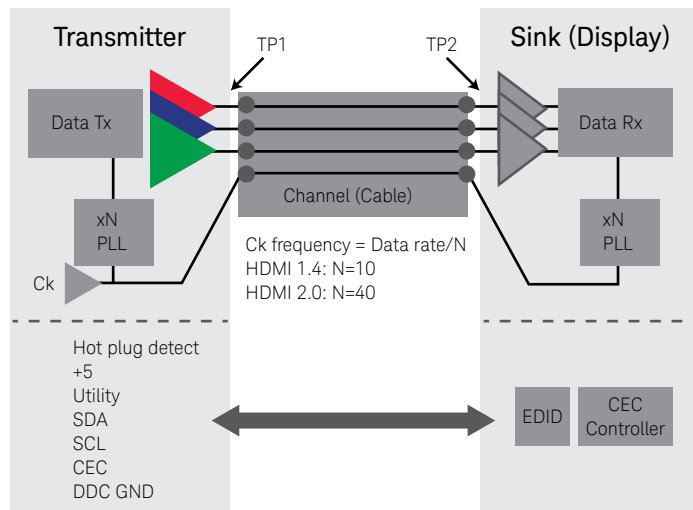 Transmitter
TP1
TP2
Sink (Display)
Data Tx
Data Rx
Channel (Cable)
xN
PLL
xN
PLL
Ck
Ck frequency = Data rate/N
HDMI 1.4: N=10
HDMI 2.0: N=40
Hot plug detect
+5
Utility
SDA
SCL
CEC
DDC GND
EDID
CEC
Controller